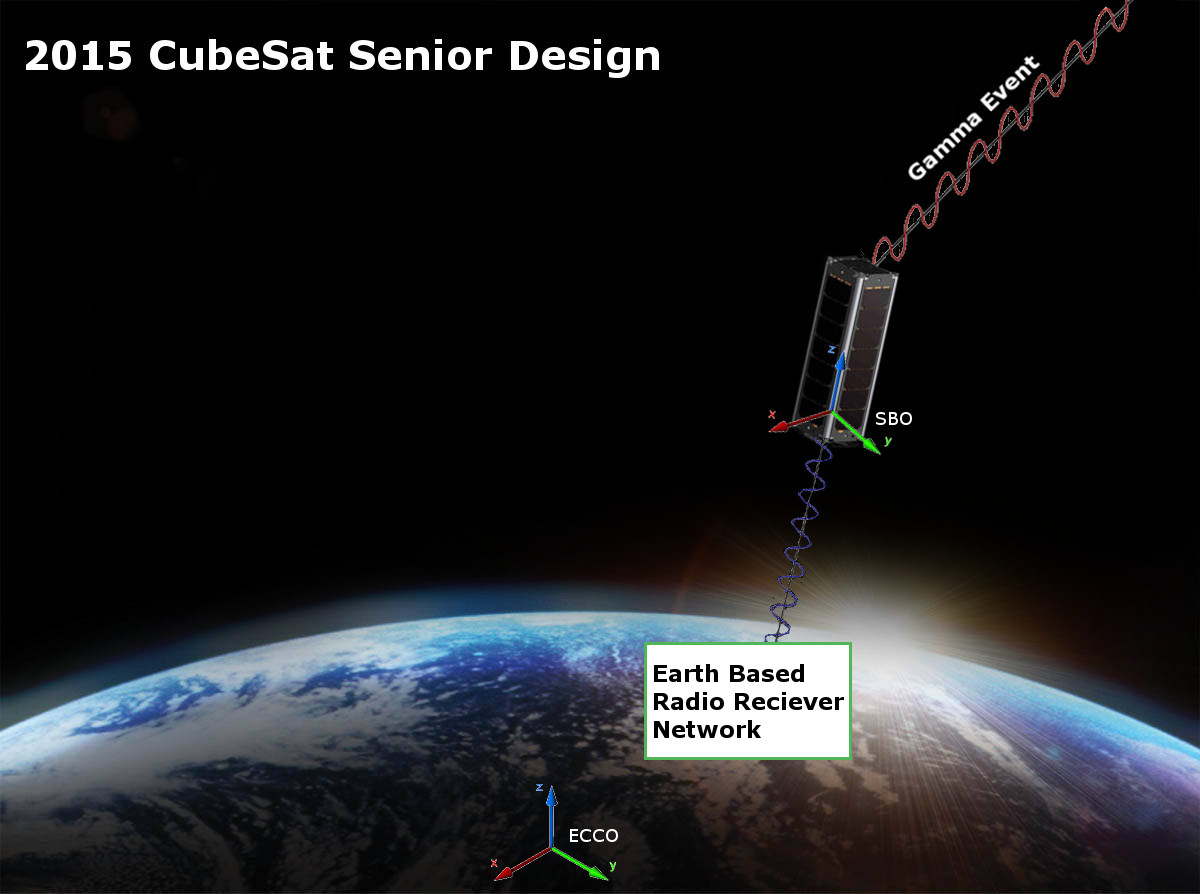 2015 CubeSat Senior Design
Gamma Event
z
x
SBO
y
Earth Based
Radio Reciever
Network
z
ECCO
x
y